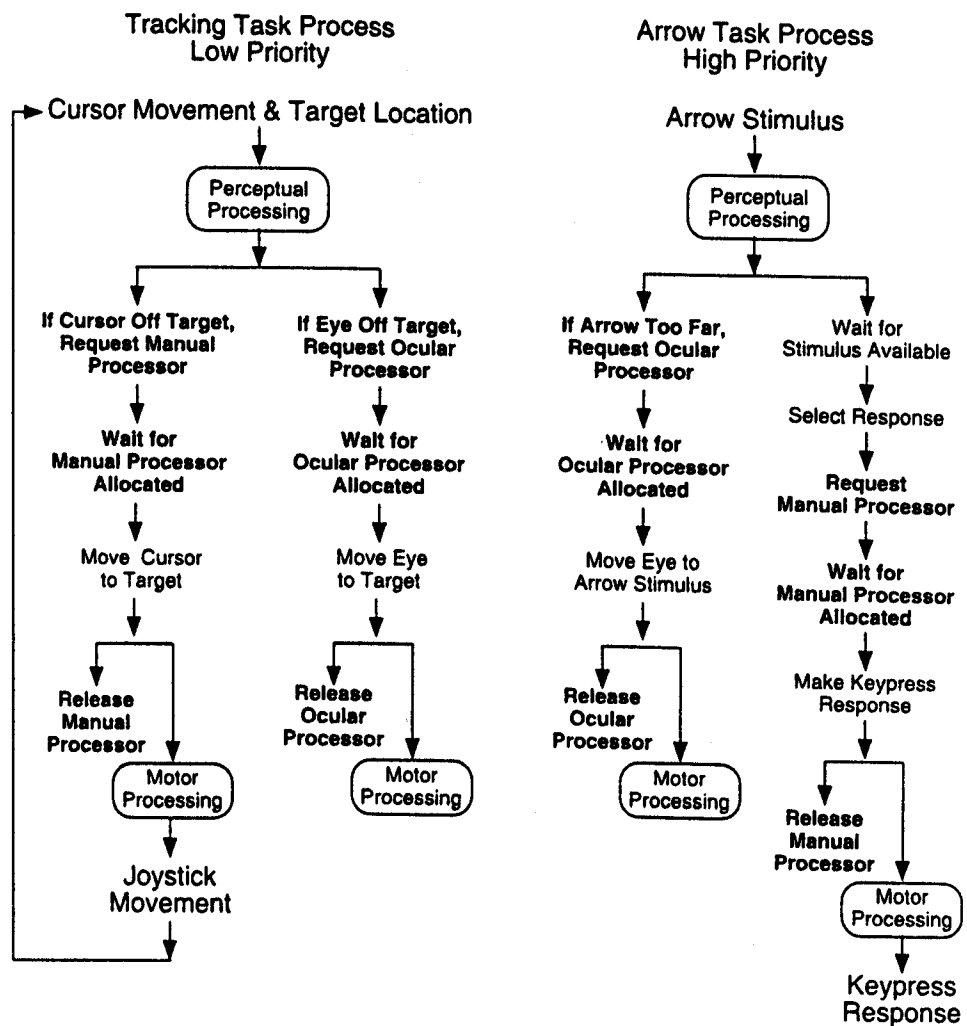 Tracking Task Process
Low Priority
Cursor Movement & Target Location
Perceptual
Processing
If Cursor Off Target,
Request Manual
Processor
Wait for
Manual Processor
Allocated
Move Cursor
to Target
Release
Manual
Processor
Motor
Processing
Joystick
Movement
If Eye Off Target,
Request Ocular
Processor
Wait for
Ocular Processor
Allocated
Move Eye
to Target
Release
Ocular
Processor
Motor
Processing
Arrow Task Process
High Priority
Arrow Stimulus
Perceptual
Processing
If Arrow Too Far,
Request Ocular
Processor
Wait for
Ocular Processor
Allocated
Move Eye to
Arrow Stimulus
Release
Ocular
Processor
Motor
Processing
Wait for
Stimulus Available
Select Response
Request
Manual Processor
Wait for
Manual Processor
Allocated
Make Keypress
Response
Release
Manual
Processor
Motor
Processing
Keypress
Response